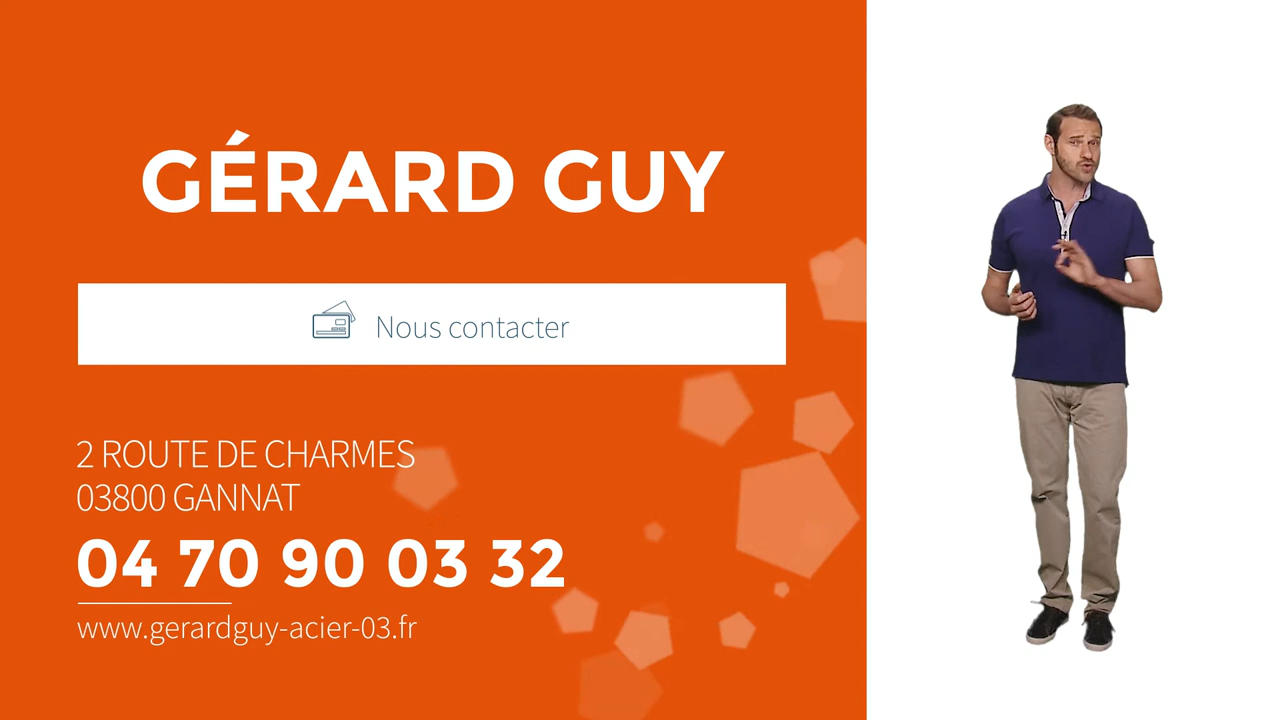 GÉRARD GUY
Nous contacter
2 ROUTE DE CHARMES
03800 GANNAT
04 70 90 03 32
www.gerardguy-acier-03.fr